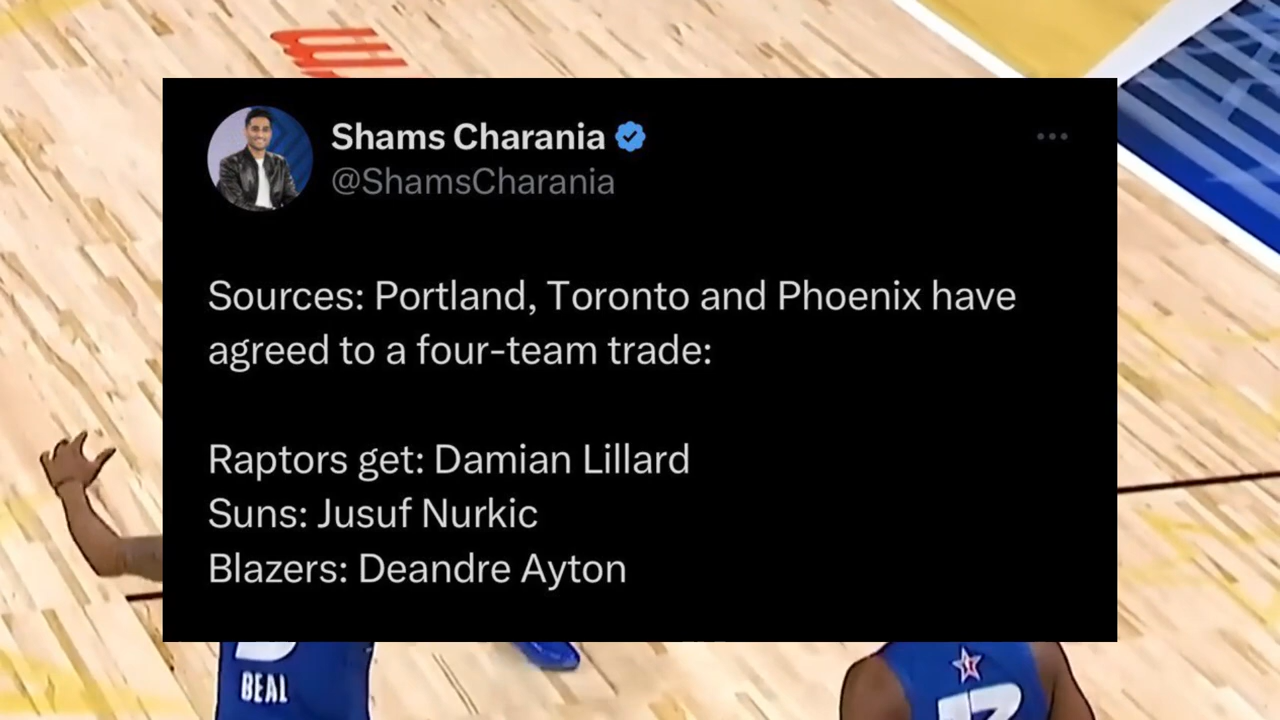 Shams Charania
@ShamsCharania
Sources: Portland, Toronto and Phoenix have
agreed to a four-team trade:
Raptors get: Damian Lillard
Suns: Jusuf Nurkic
Blazers: Deandre Ayton
BEAL